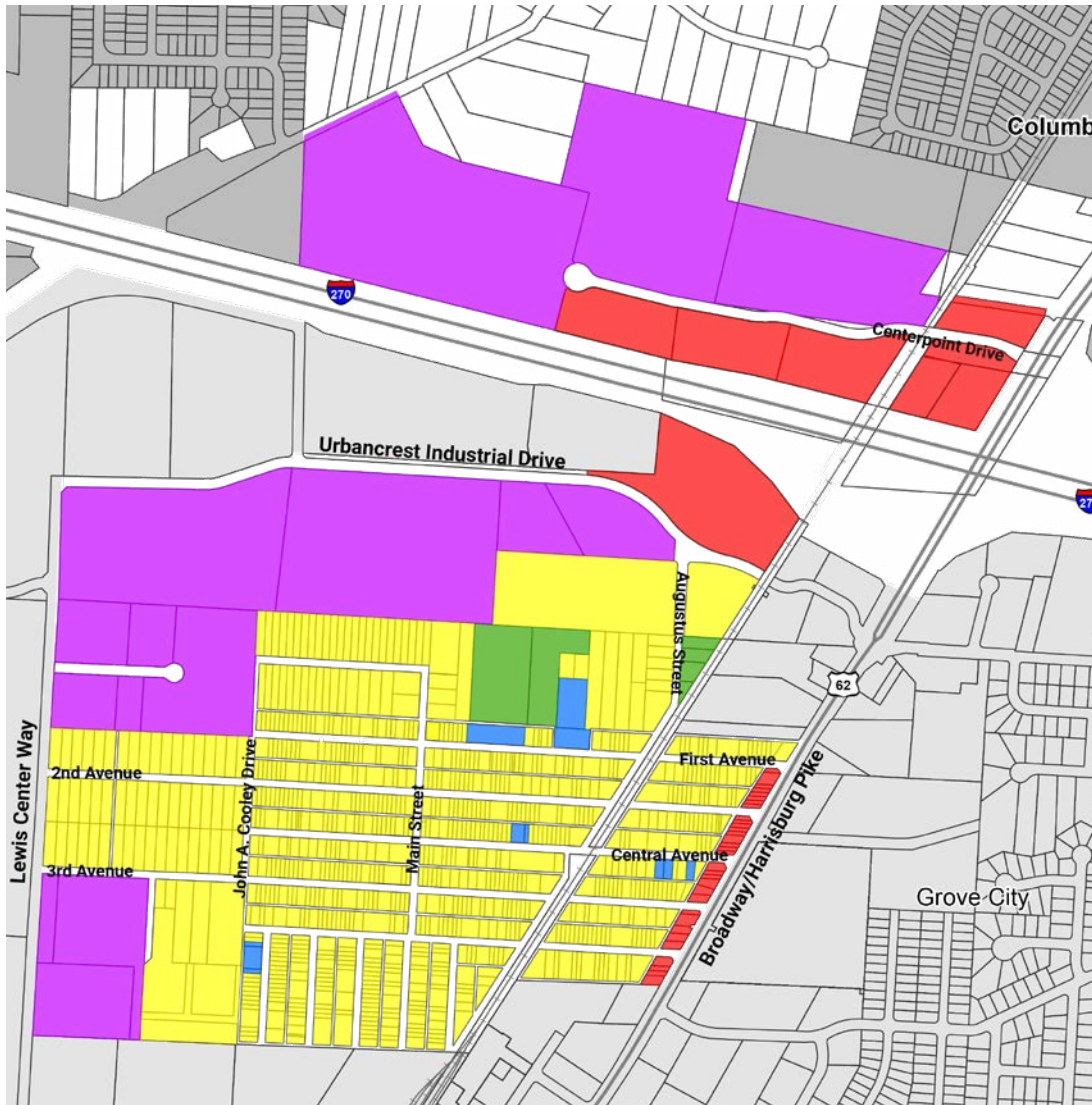 Columb
270
Centerpoint Drive
Urbancrest Industrial Drive
27
Augustus Street
62
First Avenue
2nd Avenue
John A. Cooley Drive
Main Street
Lewis Center Way
Central Avenue
3rd Avenue
Broadway/Harrisburg Pike
Grove City